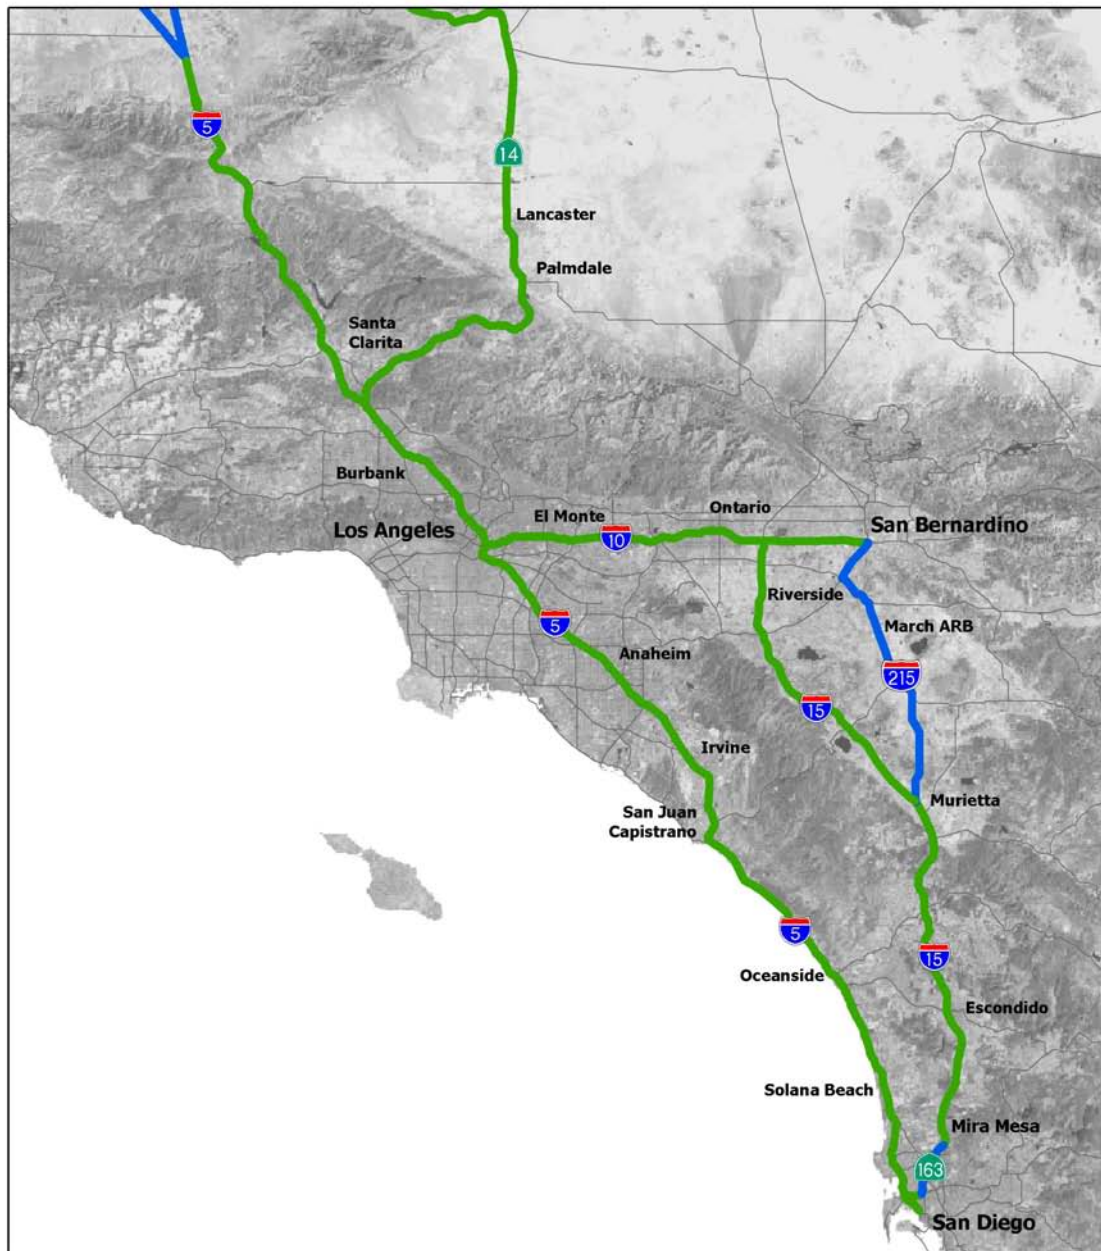 5
14
Lancaster
Palmdale
Santa
Clarita
Burbank
Los Angeles
El Monte
10
Ontario
San Bernardino
Riverside
5
March ARB
Anaheim
215
15
Irvine
Murietta
San Juan
Capistrano
5
15
Oceanside
Escondido
Solana Beach
Mira Mesa
163
San Diego